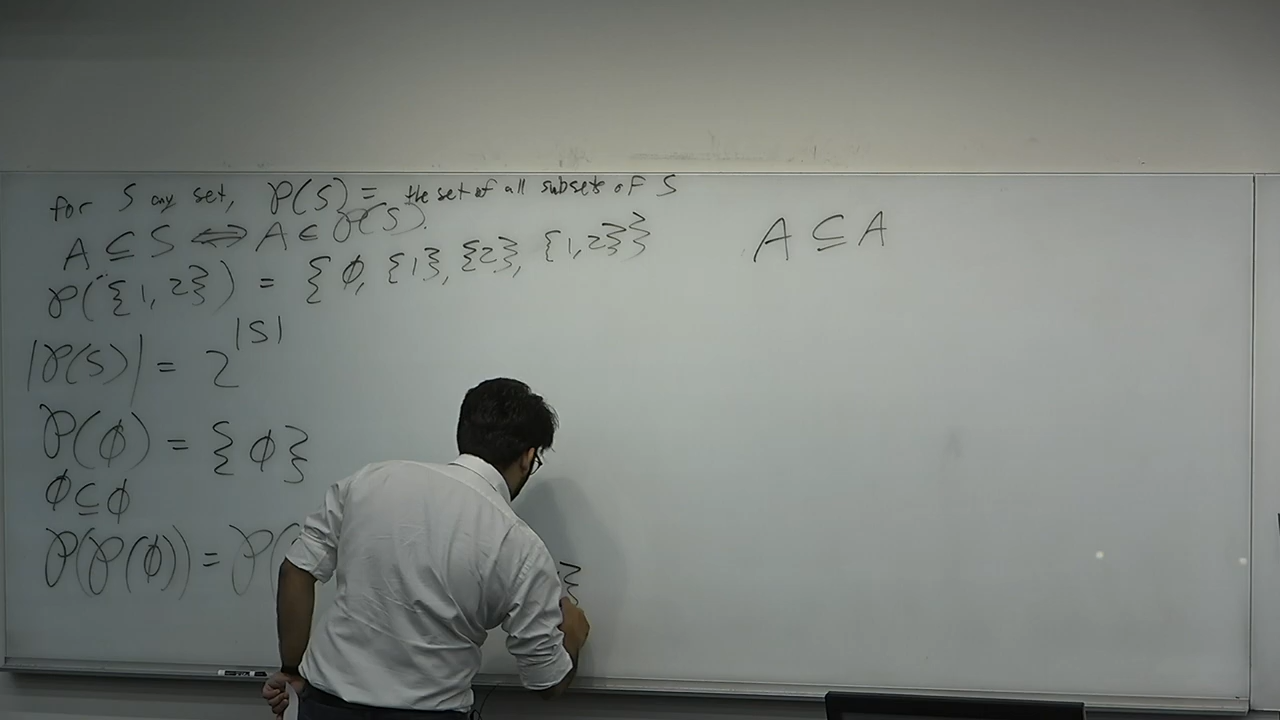 for S any set, P(S) = the set of all subsets of S
A ⊆ S ⟺ A ∈ P(S).
P({1, 2}) = {ϕ, {1}, {2}, {1, 2}}
|P(S)| = 2^|S|
P(ϕ) = {ϕ}
ϕ ⊆ ϕ
P(P(ϕ)) = P(
A ⊆ A